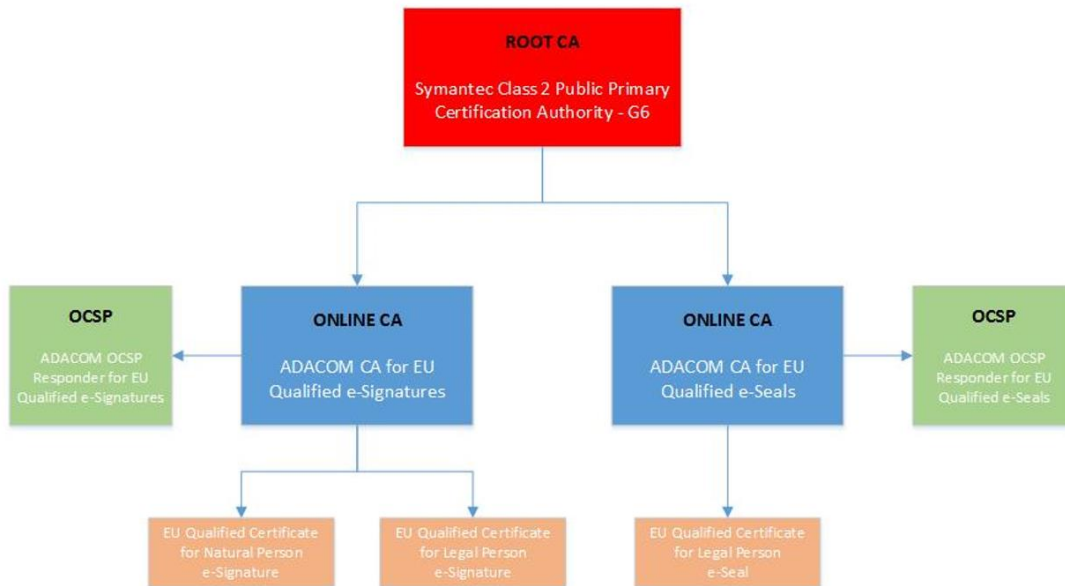 ROOT CA
Symantec Class 2 Public Primary
Certification Authority - G6
OCSP
ADACOM OCSP
Responder for EU
Qualified e-Signatures
ONLINE CA
ADACOM CA for EU
Qualified e-Signatures
ONLINE CA
ADACOM CA for EU
Qualified e-Seals
OCSP
ADACOM OCSP
Responder for EU
Qualified e-Seals
EU Qualified Certificate
for Natural Person
e-Signature
EU Qualified Certificate
for Legal Person
e-Signature
EU Qualified Certificate
for Legal Person
e-Seal